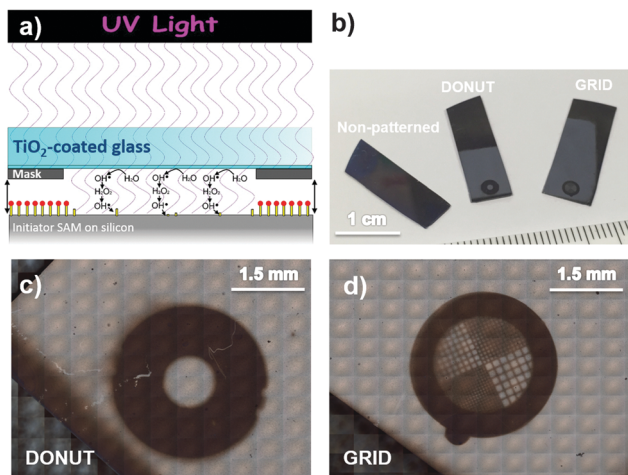 a)
UV Light
TiO₂-coated glass
Mask
OH• H₂O OH• H₂O OH• H₂O
H₂O₂ H₂O₂ H₂O₂
OH• OH• OH•
Initiator SAM on silicon
b)
DONUT
GRID
Non-patterned
1 cm
c)
1.5 mm
DONUT
d)
1.5 mm
GRID